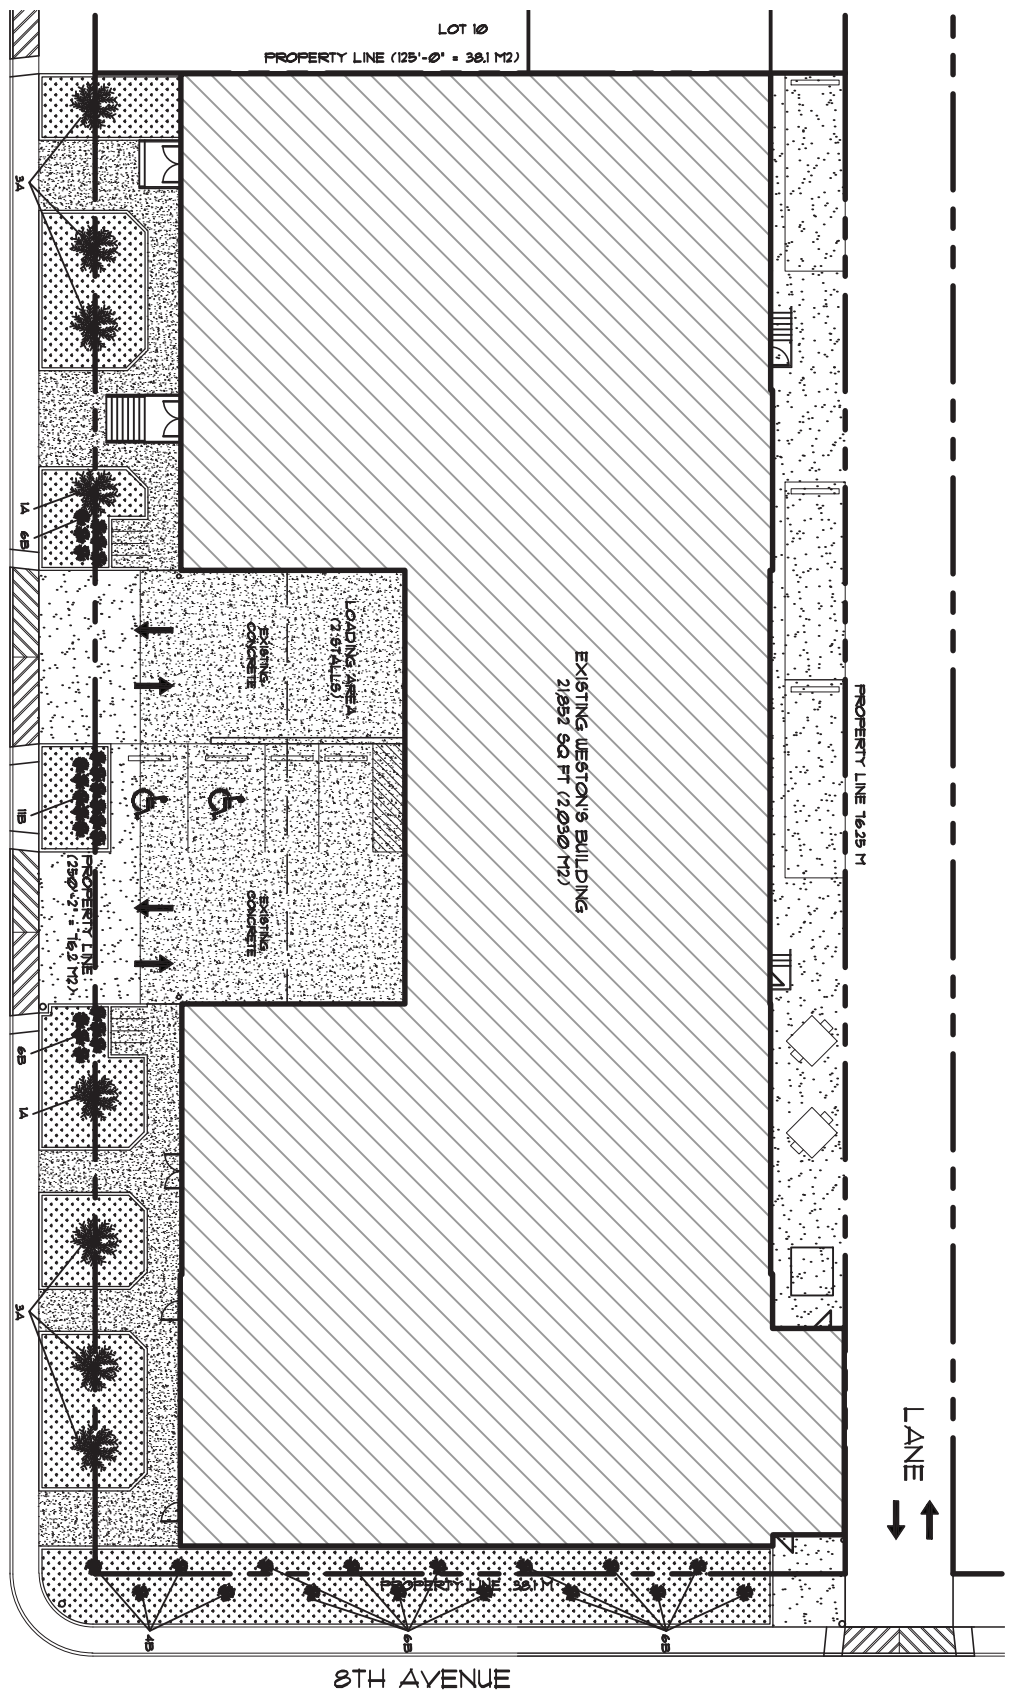 LOT 10
PROPERTY LINE (125'-0" = 38.1 M2)
3A
1A
6B
LOADING AREA
(2 STALLS)
EXISTING
CONCRETE
EXISTING WESTON'S BUILDING
21,852 SQ FT (2,030 M2)
PROPERTY LINE 76.25 M
11B
PROPERTY LINE
(250'-2" = 76.2 M2)
EXISTING
CONCRETE
6B
1A
3A
LANE
PROPERTY LINE 38.1 M
4B
6B
6B
8TH AVENUE